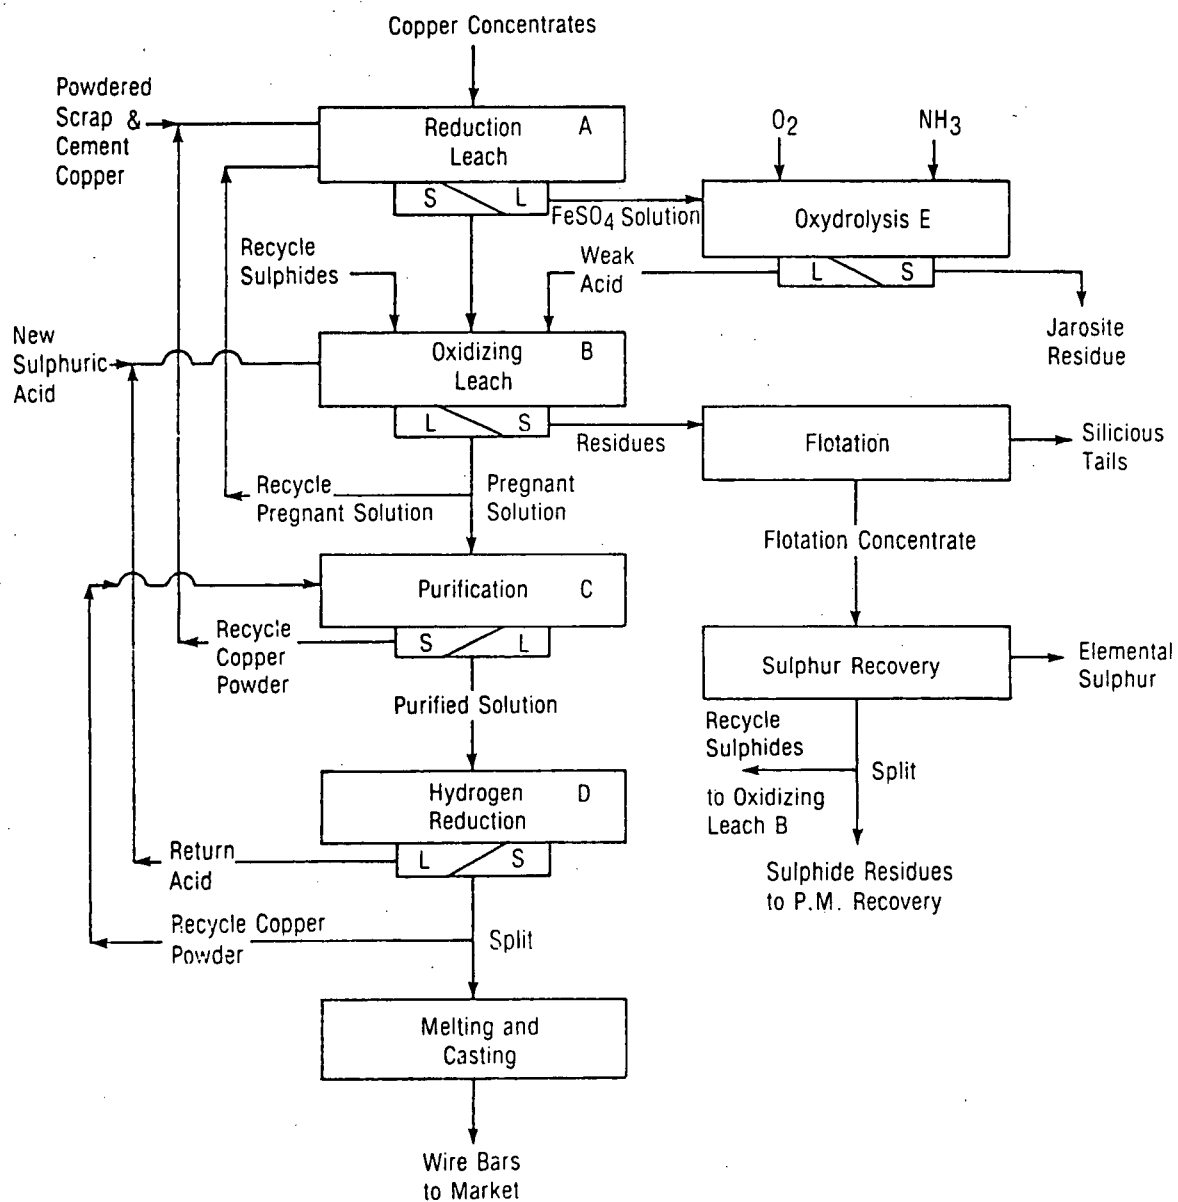 Copper Concentrates
Powdered
Scrap &
Cement
Copper
Reduction A
Leach
S L
O2
NH3
FeSO4 Solution
Oxydrolysis E
L S
Weak
Acid
Jarosite
Residue
Recycle
Sulphides
New
Sulphuric
Acid
Oxidizing B
Leach
L S
Residues
Flotation
Silicious
Tails
Recycle
Pregnant Solution
Pregnant
Solution
Flotation Concentrate
Purification C
S L
Recycle
Copper
Powder
Sulphur Recovery
Elemental
Sulphur
Purified Solution
Recycle
Sulphides
Split
to Oxidizing
Leach B
Sulphide Residues
to P.M. Recovery
Hydrogen D
Reduction
L S
Return
Acid
Recycle Copper
Powder
Split
Melting and
Casting
Wire Bars
to Market